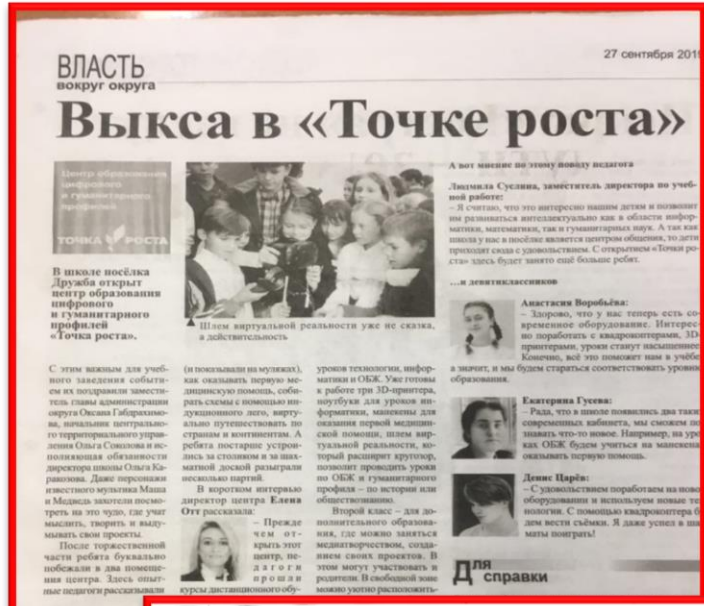 ВЛАСТЬ
вокруг округа
27 сентября 2019
Выкса в «Точке роста»
Центр образования
цифрового
и гуманитарного
профилей
ТОЧКА РОСТА
В школе посёлка
Дружба открыт
центр образования
цифрового
и гуманитарного
профилей
«Точка роста».
Шлем виртуальной реальности уже не сказка,
а действительность
С этим важным для учеб-
ного заведения событи-
ем их поздравили замести-
тель главы администрации
округа Оксана Габдрахимо-
ва, начальник центрально-
го территориального управ-
ления Ольга Соколова и ис-
полняющая обязанности
директора школы Ольга Ка-
равозова. Даже персонажи
известного мультика Маша
и Медведь захотели посмо-
треть на это чудо, где учат
мыслить, творить и выду-
мывать свои проекты.
После торжественной
части ребята буквально
побежали в два помеще-
ния центра. Здесь опыт-
ные педагоги рассказывали
(и показывали на муляжах),
как оказывать первую ме-
дицинскую помощь, соби-
рать схемы с помощью ин-
дукционного лего, вирту-
ально путешествовать по
странам и континентам. А
ребята постарше устрои-
лись за столиком и за шах-
матной доской разыграли
несколько партий.
В коротком интервью
директор центра Елена
Отт рассказала:
– Прежде
чем от-
крыть этот
центр, пе-
дагоги
прошли
курсы дистанционного обу-
уроков технологии, инфор-
матики и ОБЖ. Уже готовы
к работе три 3D-принтера,
ноутбуки для уроков ин-
форматики, манекены для
оказания первой медицин-
ской помощи, шлем вир-
туальной реальности, ко-
торый расширит кругозор,
позволит проводить уроки
по ОБЖ и гуманитарного
профиля – по истории или
обществознанию.
Второй класс – для до-
полнительного образова-
ния, где можно заняться
медиатворчеством, созда-
нием своих проектов. В
этом могут участвовать и
родители. В свободной зоне
можно уютно расположить-
А вот мнение по этому поводу педагога
Людмила Суслина, заместитель директора по учеб-
ной работе:
– Я считаю, что это интересно нашим детям и позволит
им развиваться интеллектуально как в области инфор-
матики, математики, так и гуманитарных наук. А так как
школа у нас в посёлке является центром общения, то дети
приходят сюда с удовольствием. С открытием «Точки ро-
ста» здесь будет занято ещё больше ребят.
...и девятиклассников
Анастасия Воробьёва:
– Здорово, что у нас теперь есть со-
временное оборудование. Интерес-
но поработать с квадрокоптерами, 3D-
принтерами, уроки станут насыщеннее
Конечно, всё это поможет нам в учёбе
а значит, и мы будем стараться соответствовать уровню
образования.
Екатерина Гусева:
– Рада, что в школе появились два таких
современных кабинета, мы сможем по-
знавать что-то новое. Например, на уро-
ках ОБЖ будем учиться на манекена
оказывать первую помощь.
Денис Царёв:
– С удовольствием поработаем на ново
оборудовании и используем новые те
нологии. С помощью квадрокоптера б
дем вести съёмки. Я даже успел в ша
маты поиграть!
Для
справки